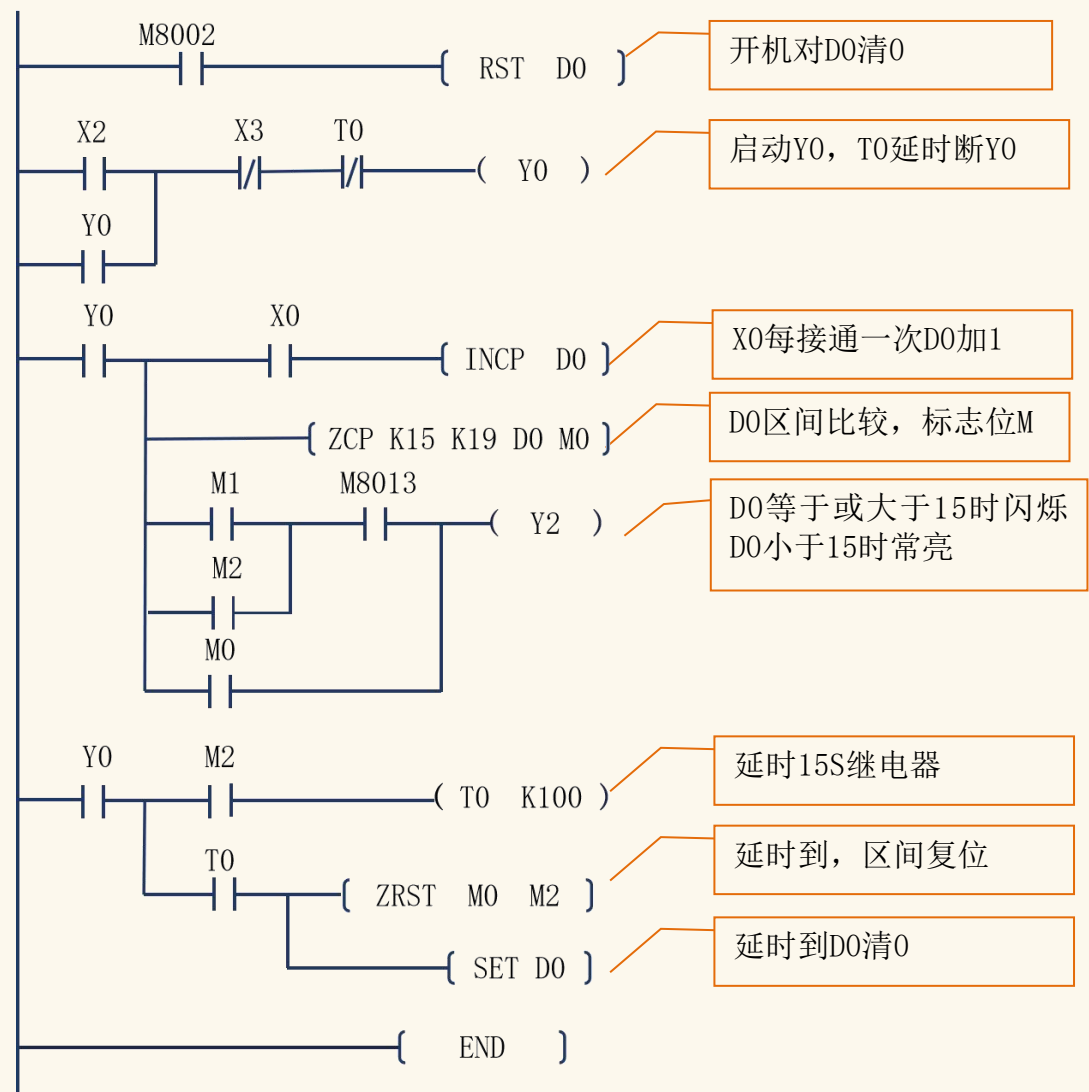 M8002
RST D0
开机对D0清0
X2
X3
T0
Y0
启动Y0，T0延时断Y0
Y0
Y0
X0
INCP D0
X0每接通一次D0加1
ZCP K15 K19 D0 M0
D0区间比较，标志位M
M1
M8013
Y2
D0等于或大于15时闪烁
D0小于15时常亮
M2
M0
Y0
M2
T0 K100
延时15S继电器
T0
ZRST M0 M2
延时到，区间复位
SET D0
延时到D0清0
END